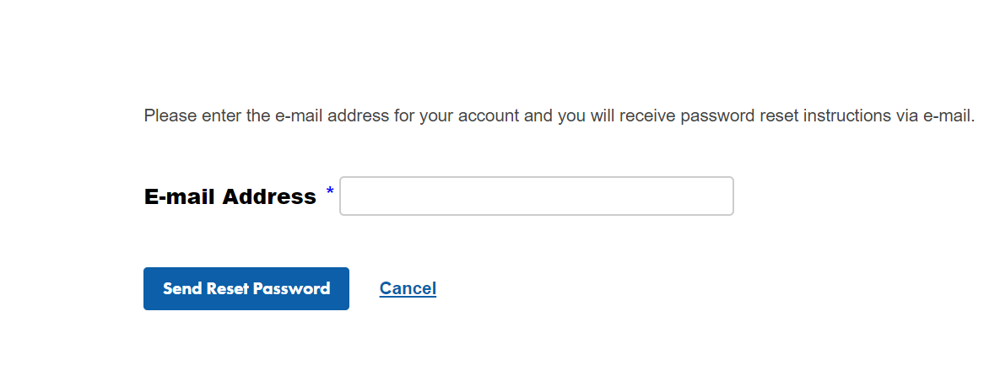 Please enter the e-mail address for your account and you will receive password reset instructions via e-mail.
E-mail Address *
Send Reset Password
Cancel